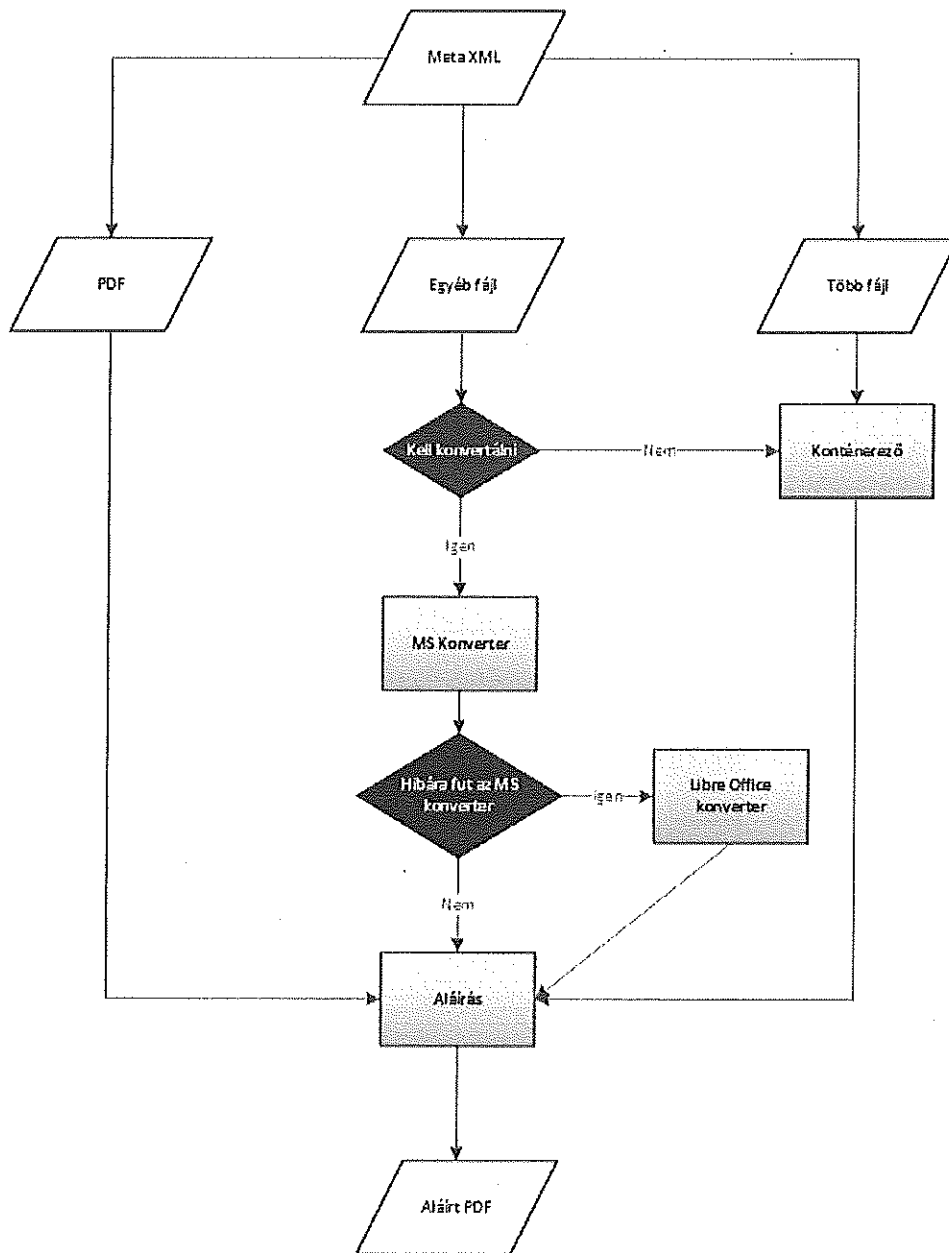 Meta XML
PDF
Egyéb fájl
Több fájl
Kell konvertálni
Nem
Konténerező
Igen
MS Konverter
Hibára fut az MS
konverter
Igen
Libre Office
konverter
Nem
Aláírás
Aláírt PDF